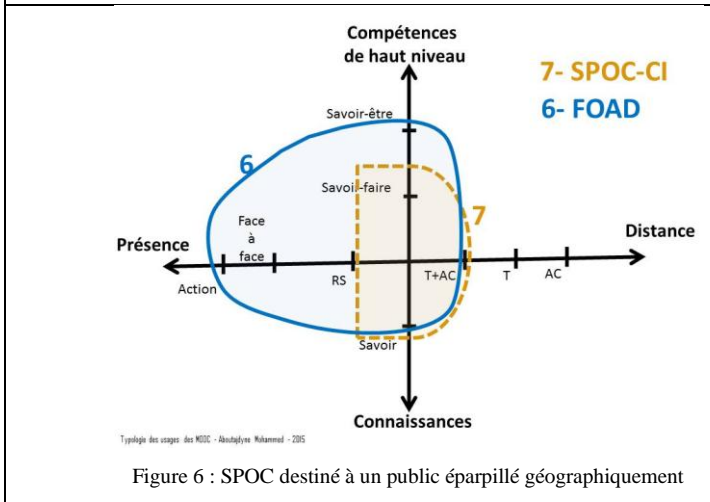 Compétences
de haut niveau
7- SPOC-CI
6- FOAD
Savoir-être
6
Savoir-faire
7
Face
à
face
Présence
Distance
Action
RS
T+AC
T
AC
Savoir
Connaissances
Typologie des usages des MOOC - Aboutajdyne Mohammed - 2015
Figure 6 : SPOC destiné à un public éparpillé géographiquement